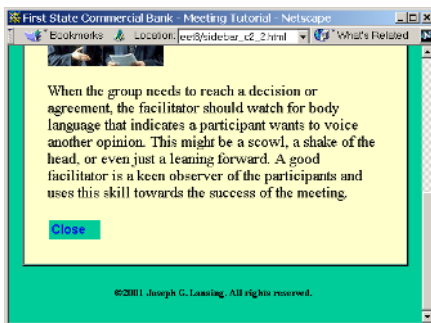 First State Commercial Bank - Meeting Tutorial - Netscape
Bookmarks Location: eet8/sidebar_c2_2.html What's Related
When the group needs to reach a decision or
agreement, the facilitator should watch for body
language that indicates a participant wants to voice
another opinion. This might be a scowl, a shake of the
head, or even just a leaning forward. A good
facilitator is a keen observer of the participants and
uses this skill towards the success of the meeting.
Close
©2001 Joseph G. Lansing. All rights reserved.